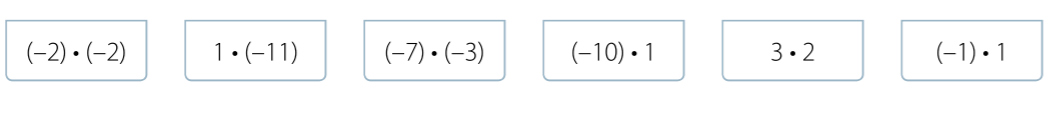 (–2) • (–2) 1 • (–11) (–7) • (–3) (–10) • 1 3 • 2 (–1) • 1